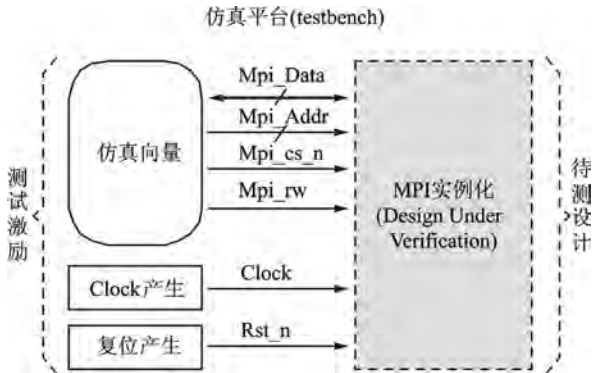 仿真平台(testbench)
测试激励
仿真向量
Mpi_Data
Mpi_Addr
Mpi_cs_n
Mpi_rw
Clock产生
Clock
复位产生
Rst_n
MPI实例化
(Design Under
Verification)
待测设计